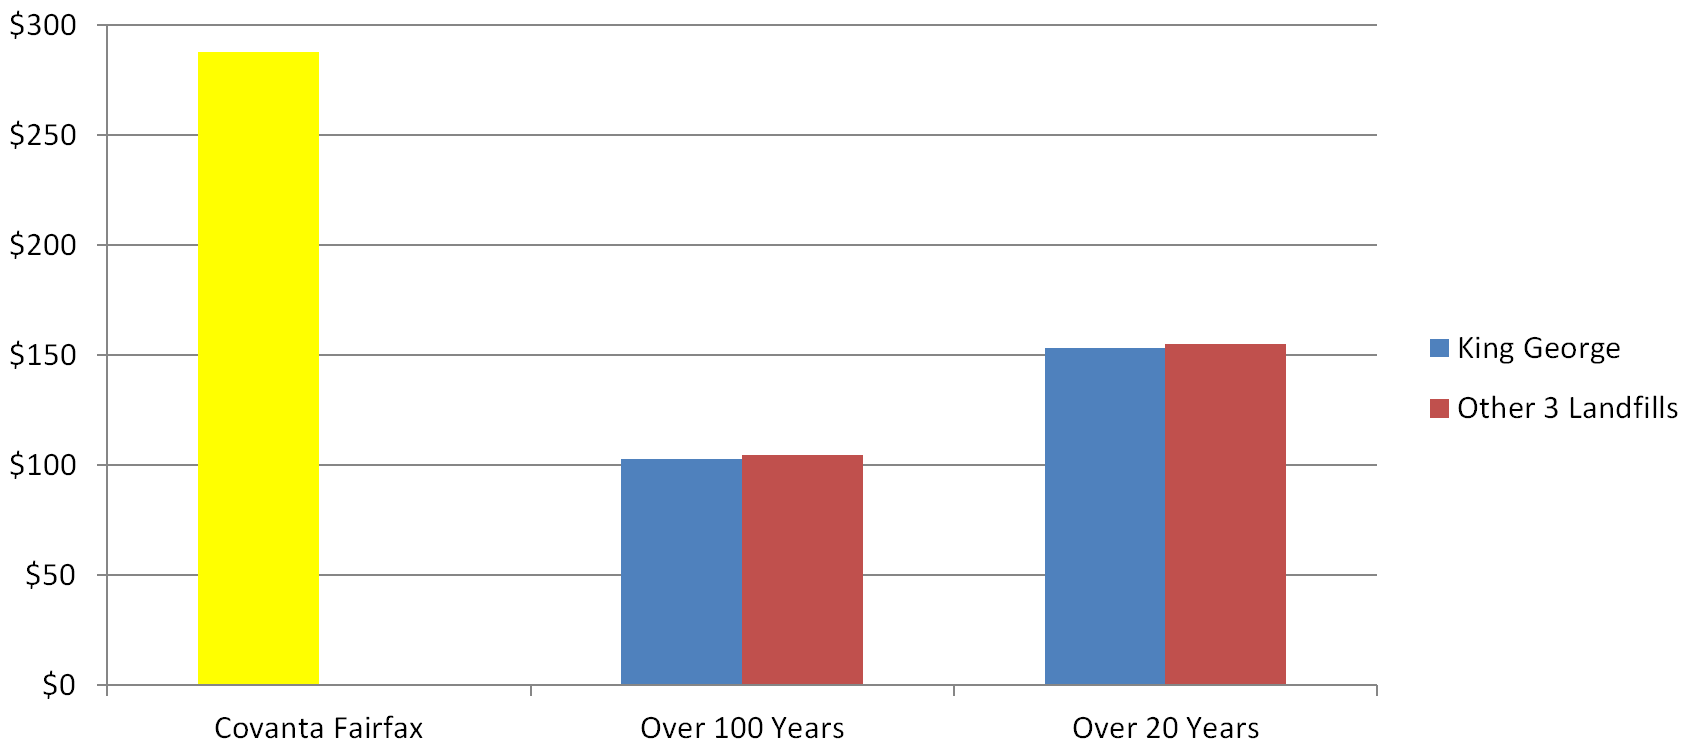 $300
$250
$200
$150
$100
$50
$0
Covanta Fairfax
Over 100 Years
Over 20 Years
King George
Other 3 Landfills